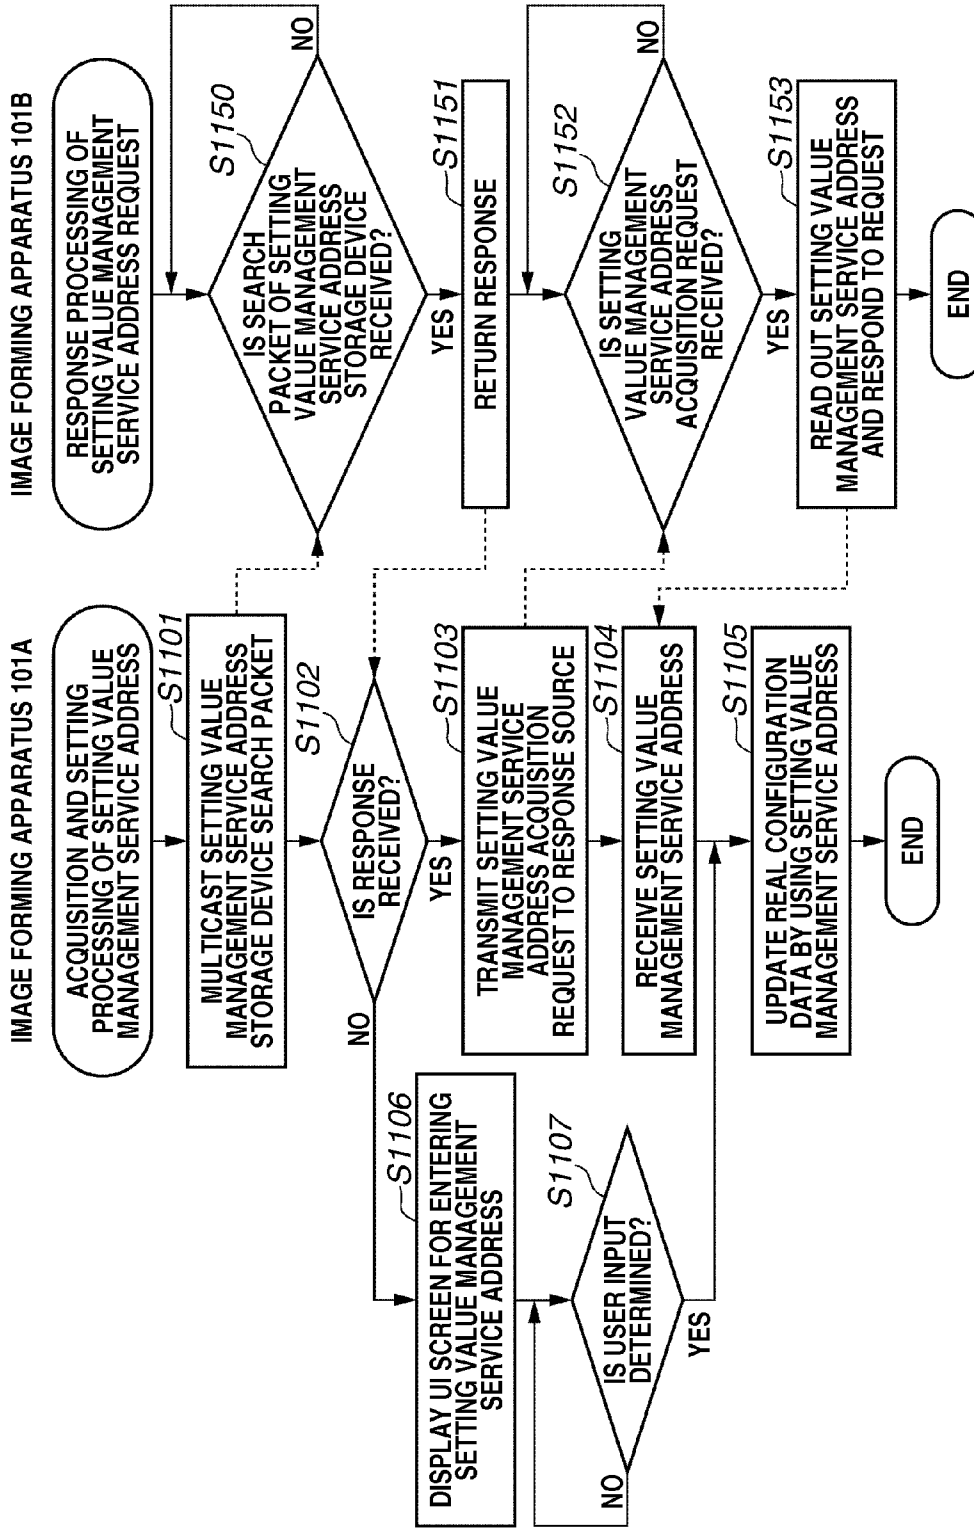 IMAGE FORMING APPARATUS 101A
ACQUISITION AND SETTING
PROCESSING OF SETTING VALUE
MANAGEMENT SERVICE ADDRESS
S1101
MULTICAST SETTING VALUE
MANAGEMENT SERVICE ADDRESS
STORAGE DEVICE SEARCH PACKET
S1102
IS RESPONSE
RECEIVED?
NO
YES
S1103
TRANSMIT SETTING VALUE
MANAGEMENT SERVICE
ADDRESS ACQUISITION
REQUEST TO RESPONSE SOURCE
S1104
RECEIVE SETTING VALUE
MANAGEMENT SERVICE ADDRESS
S1105
UPDATE REAL CONFIGURATION
DATA BY USING SETTING VALUE
MANAGEMENT SERVICE ADDRESS
END
S1106
DISPLAY UI SCREEN FOR ENTERING
SETTING VALUE MANAGEMENT
SERVICE ADDRESS
S1107
IS USER INPUT
DETERMINED?
NO
YES
IMAGE FORMING APPARATUS 101B
RESPONSE PROCESSING OF
SETTING VALUE MANAGEMENT
SERVICE ADDRESS REQUEST
S1150
IS SEARCH
PACKET OF SETTING
VALUE MANAGEMENT
SERVICE ADDRESS
STORAGE DEVICE
RECEIVED?
NO
YES
S1151
RETURN RESPONSE
S1152
IS SETTING
VALUE MANAGEMENT
SERVICE ADDRESS
ACQUISITION REQUEST
RECEIVED?
NO
YES
S1153
READ OUT SETTING VALUE
MANAGEMENT SERVICE ADDRESS
AND RESPOND TO REQUEST
END